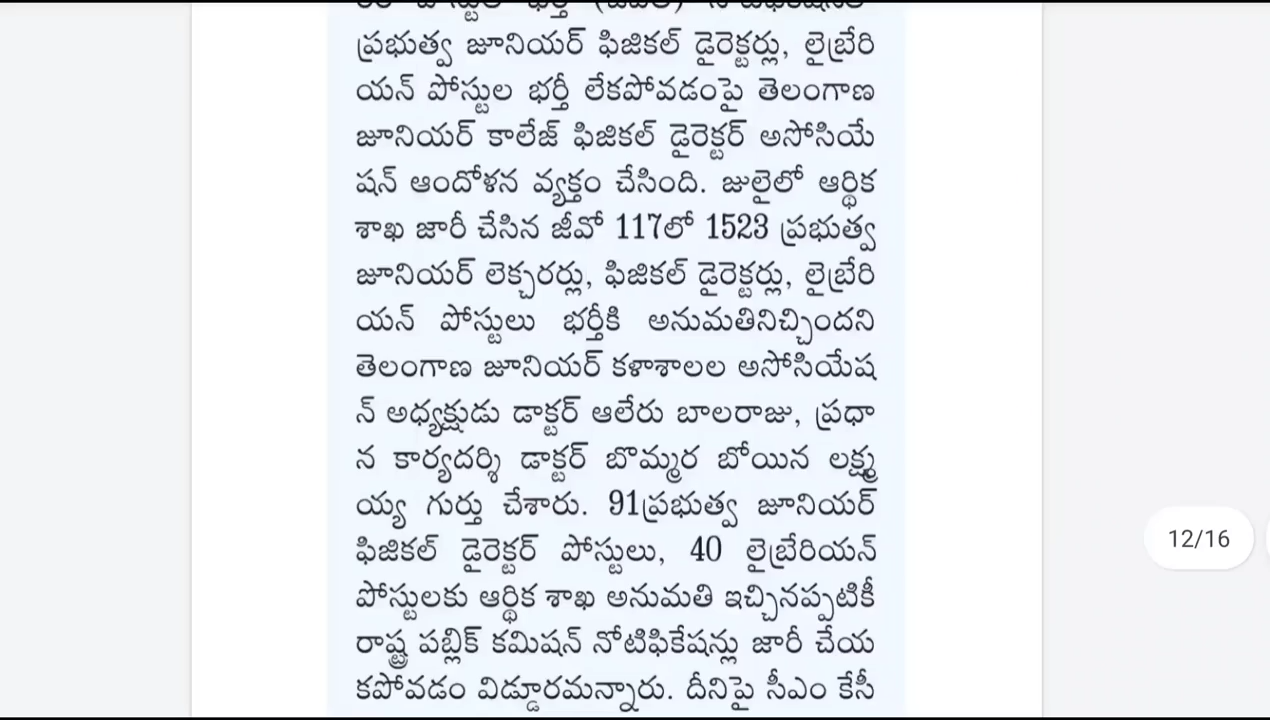 ప్రభుత్వ జూనియర్ ఫిజికల్ డైరెక్టర్లు, లైబ్రేరి
యన్ పోస్టుల భర్తీ లేకపోవడంపై తెలంగాణ
జూనియర్ కాలేజ్ ఫిజికల్ డైరెక్టర్ అసోసియే
షన్ ఆందోళన వ్యక్తం చేసింది. జులైలో ఆర్థిక
శాఖ జారీ చేసిన జీవో 117లో 1523 ప్రభుత్వ
జూనియర్ లెక్చరర్లు, ఫిజికల్ డైరెక్టర్లు, లైబ్రేరి
యన్ పోస్టులు భర్తీకి అనుమతినిచ్చిందని
తెలంగాణ జూనియర్ కళాశాలల అసోసియేష
న్ అధ్యక్షుడు డాక్టర్ ఆలేరు బాలరాజు, ప్రధా
న కార్యదర్శి డాక్టర్ బొమ్మర బోయిన లక్ష్మ
య్య గుర్తు చేశారు. 91ప్రభుత్వ జూనియర్
ఫిజికల్ డైరెక్టర్ పోస్టులు, 40 లైబ్రేరియన్
పోస్టులకు ఆర్థిక శాఖ అనుమతి ఇచ్చినప్పటికీ
రాష్ట్ర పబ్లిక్ కమిషన్ నోటిఫికేషన్లు జారీ చేయ
కపోవడం విడ్డూరమన్నారు. దీనిపై సీఎం కేసీ
12/16